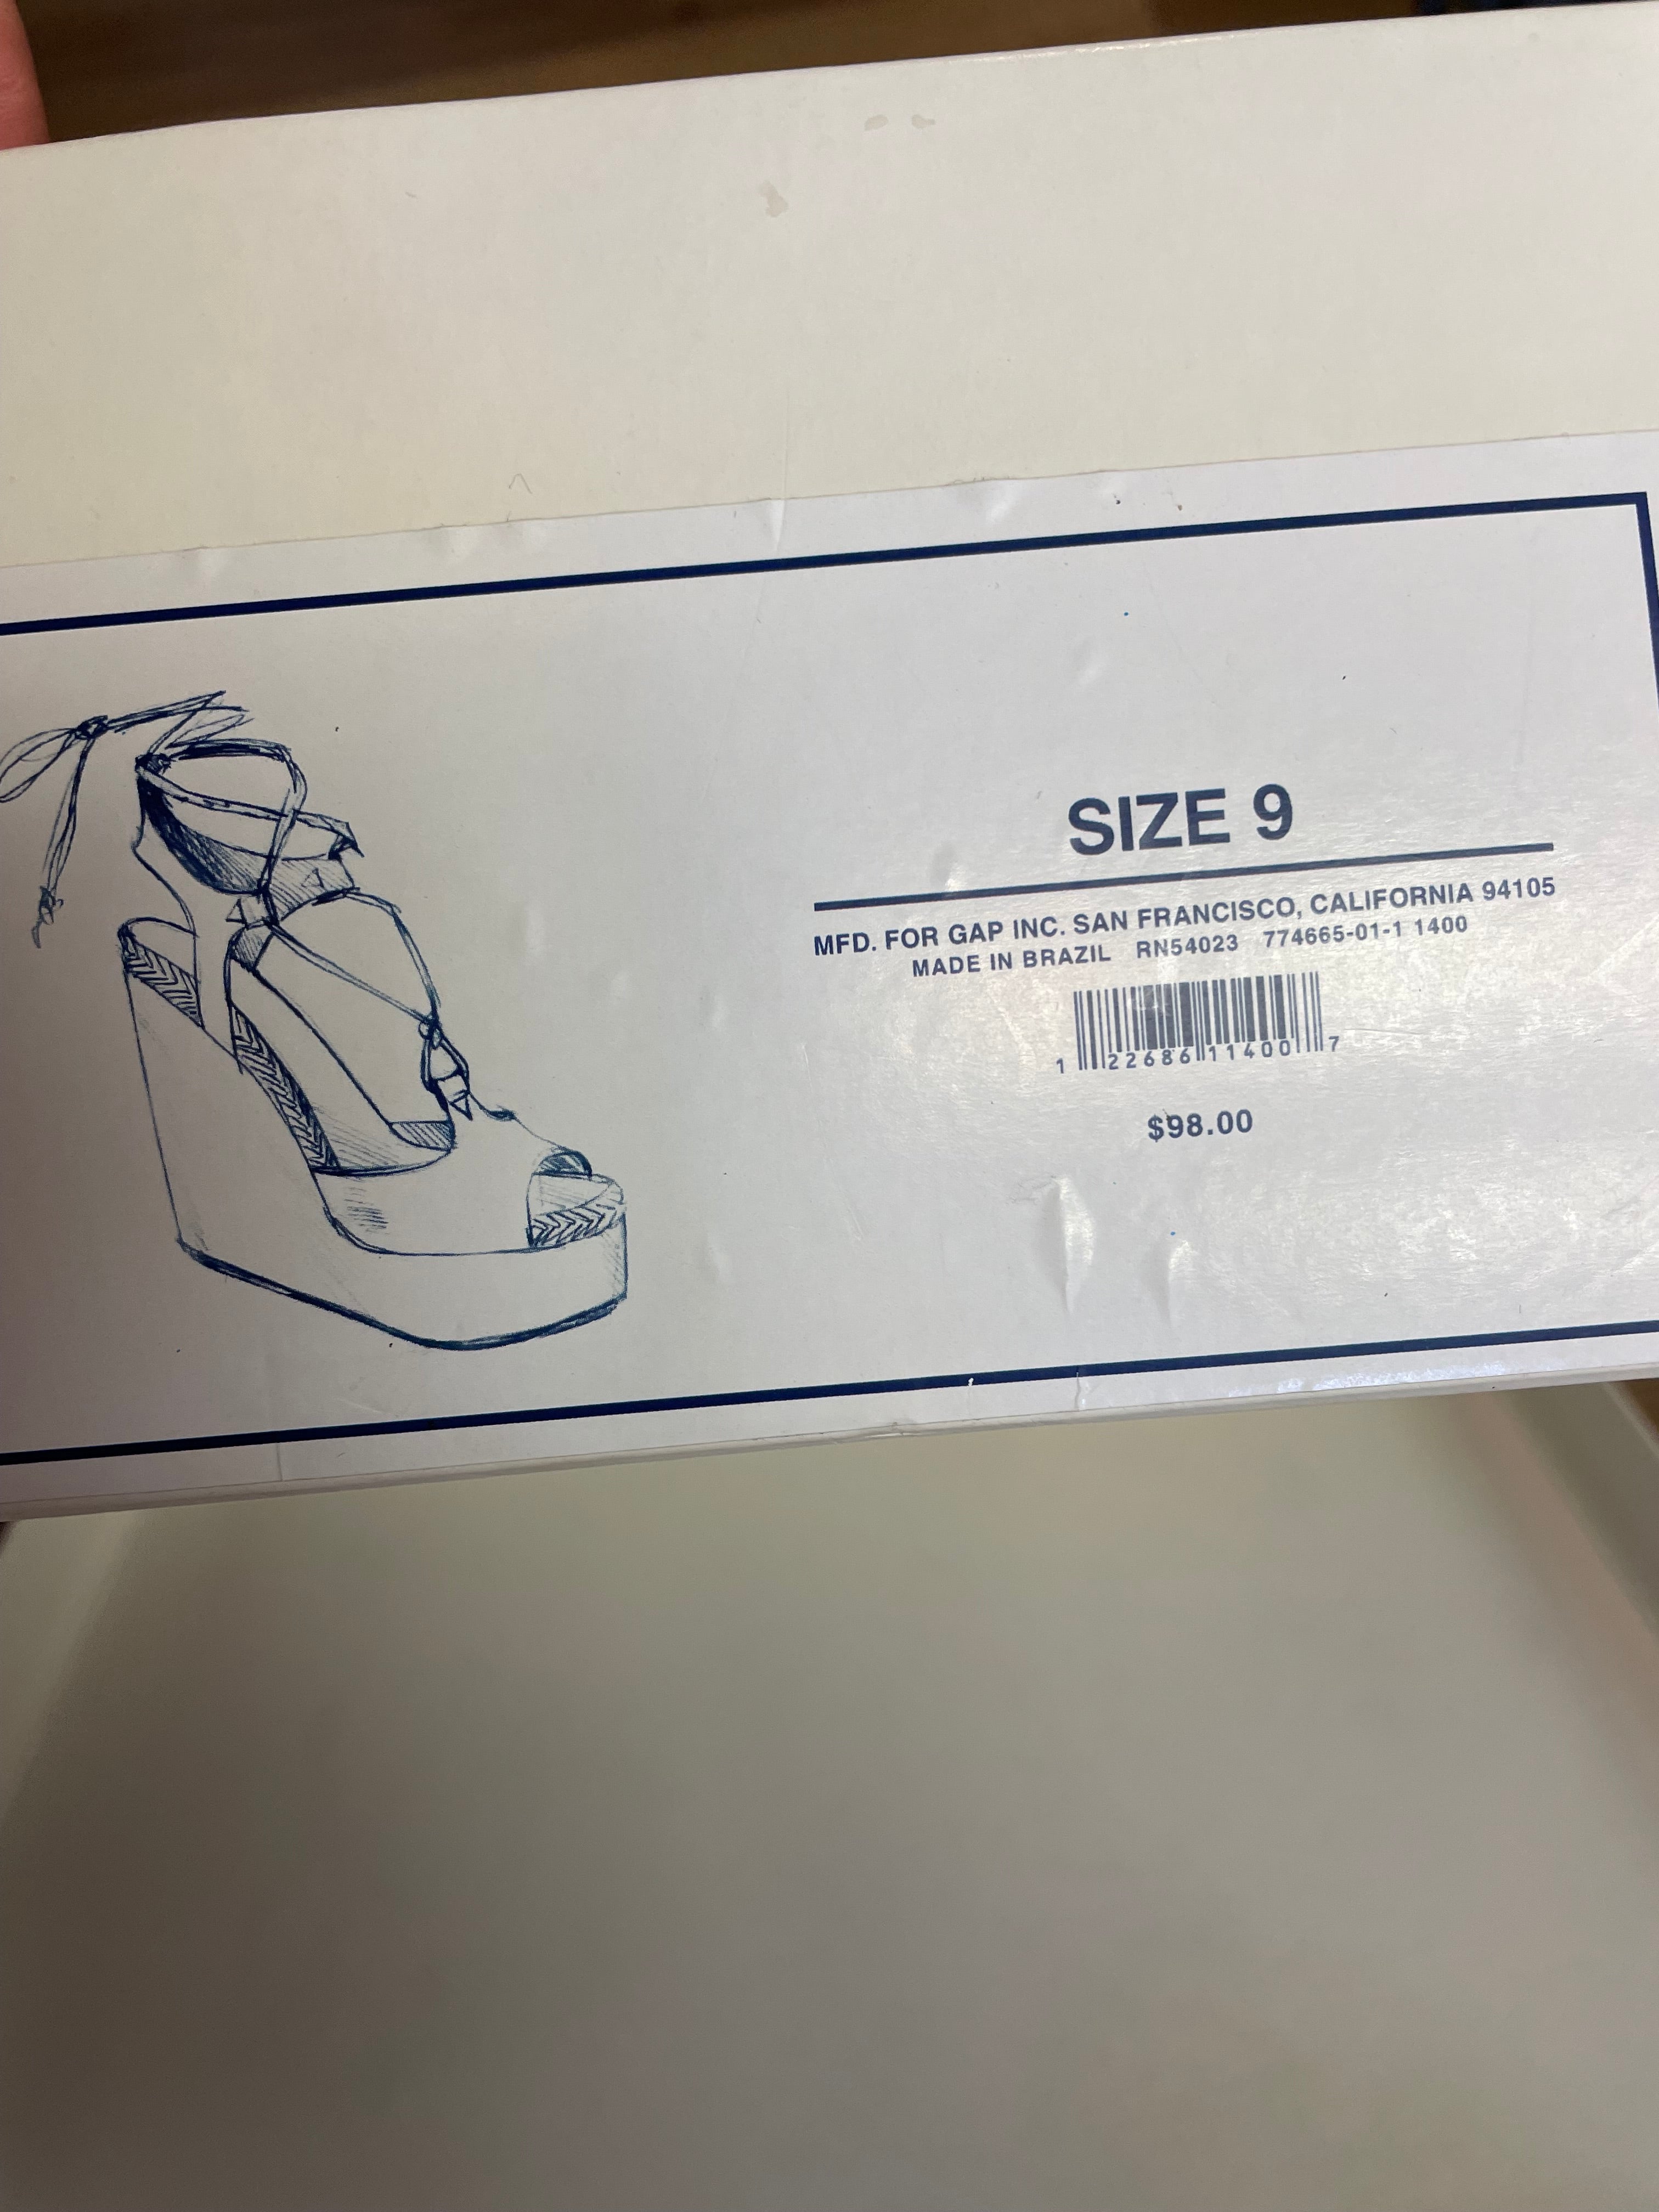 SIZE 9
MFD. FOR GAP INC. SAN FRANCISCO, CALIFORNIA 94105
MADE IN BRAZIL RN54023 774665-01-1 1400
1 22686 11400 7
$98.00